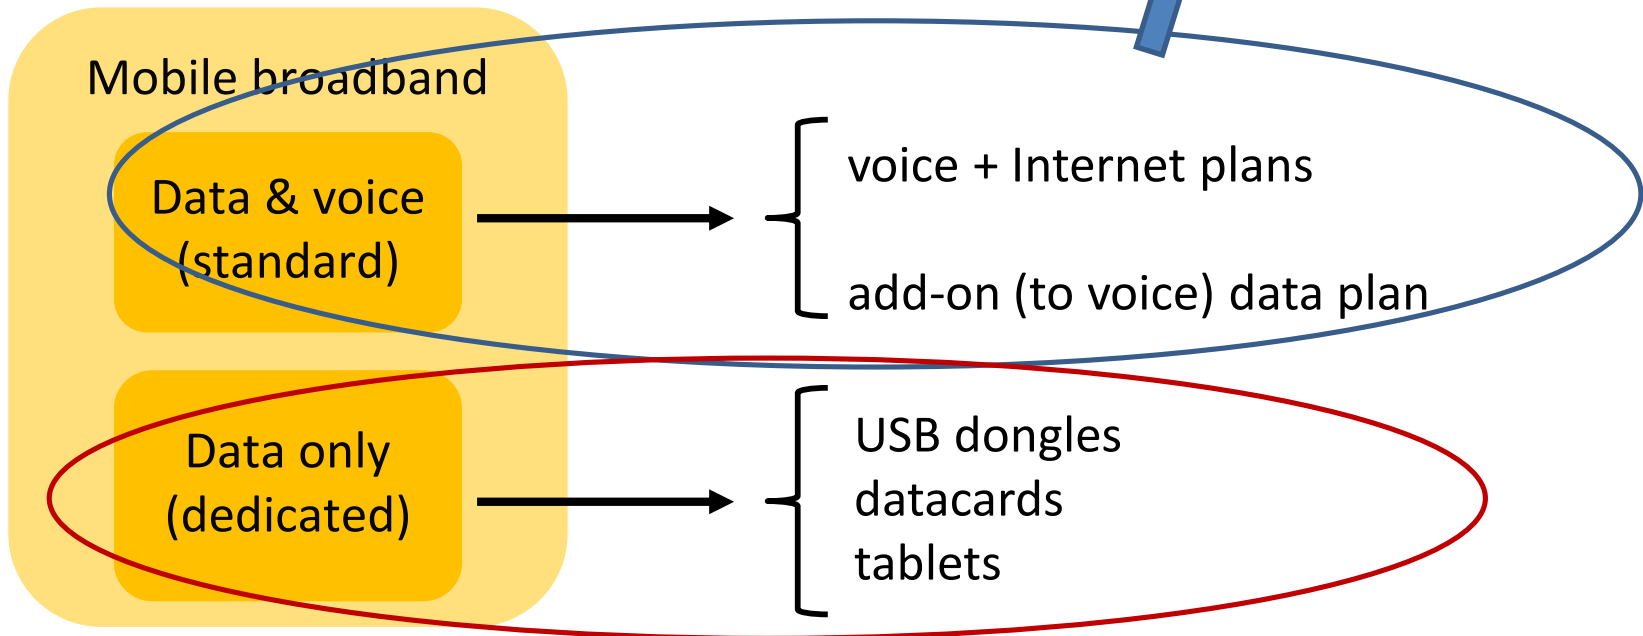 Mobile broadband
Data & voice
(standard)
voice + Internet plans
add-on (to voice) data plan
Data only
(dedicated)
USB dongles
datacards
tablets